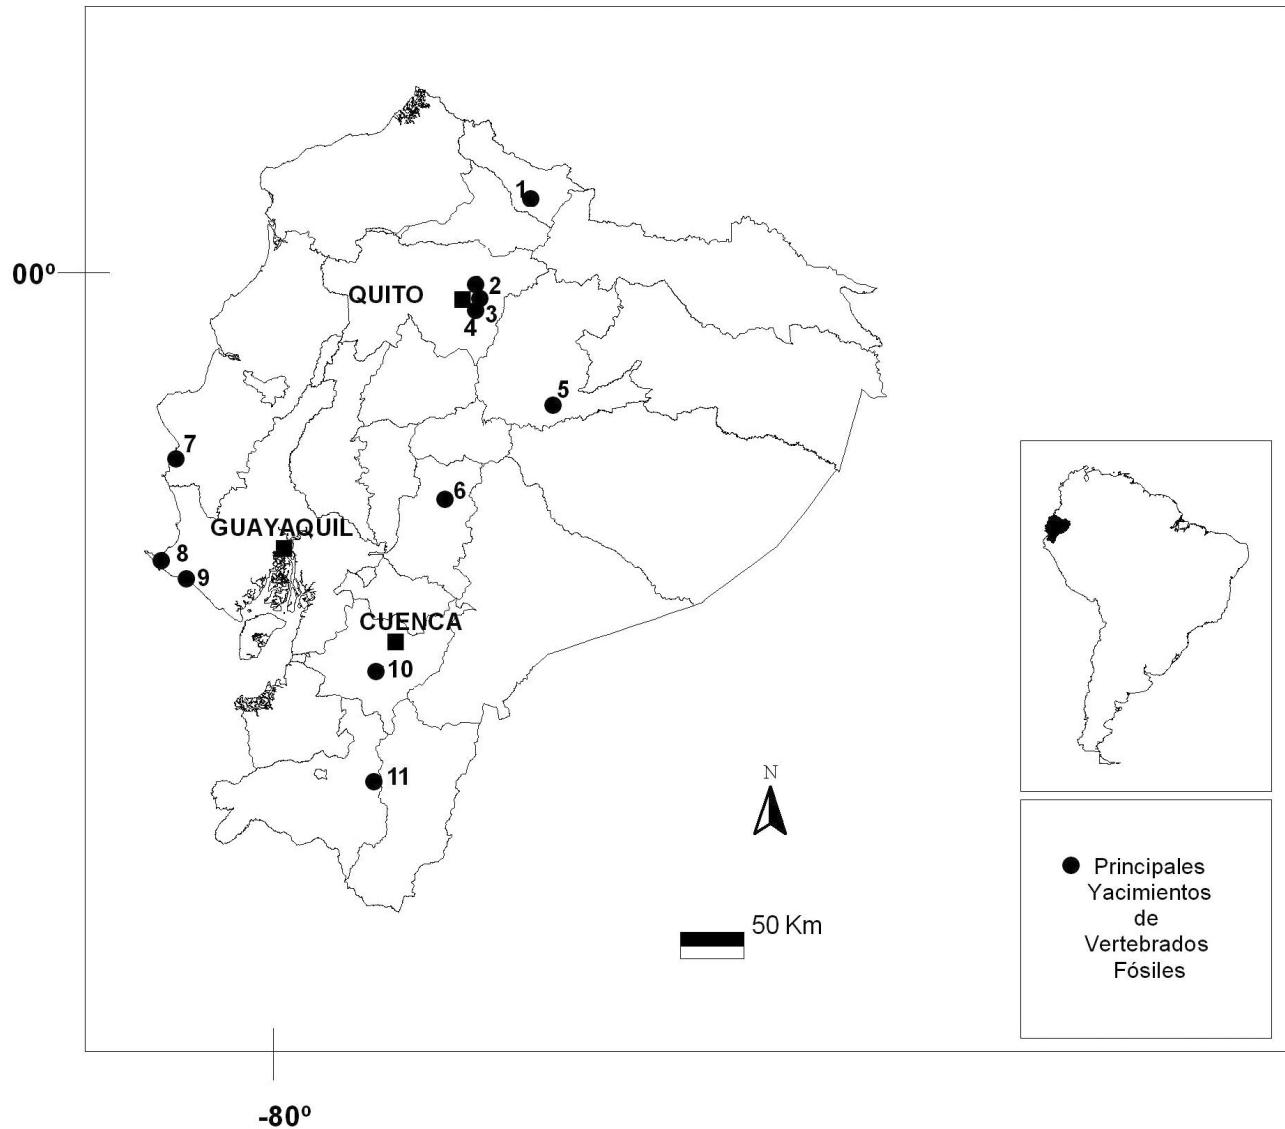 1
00º
QUITO
2
3
4
5
7
6
GUAYAQUIL
8
9
CUENCA
10
11
N
50 Km
Principales
Yacimientos
de
Vertebrados
Fósiles
-80º